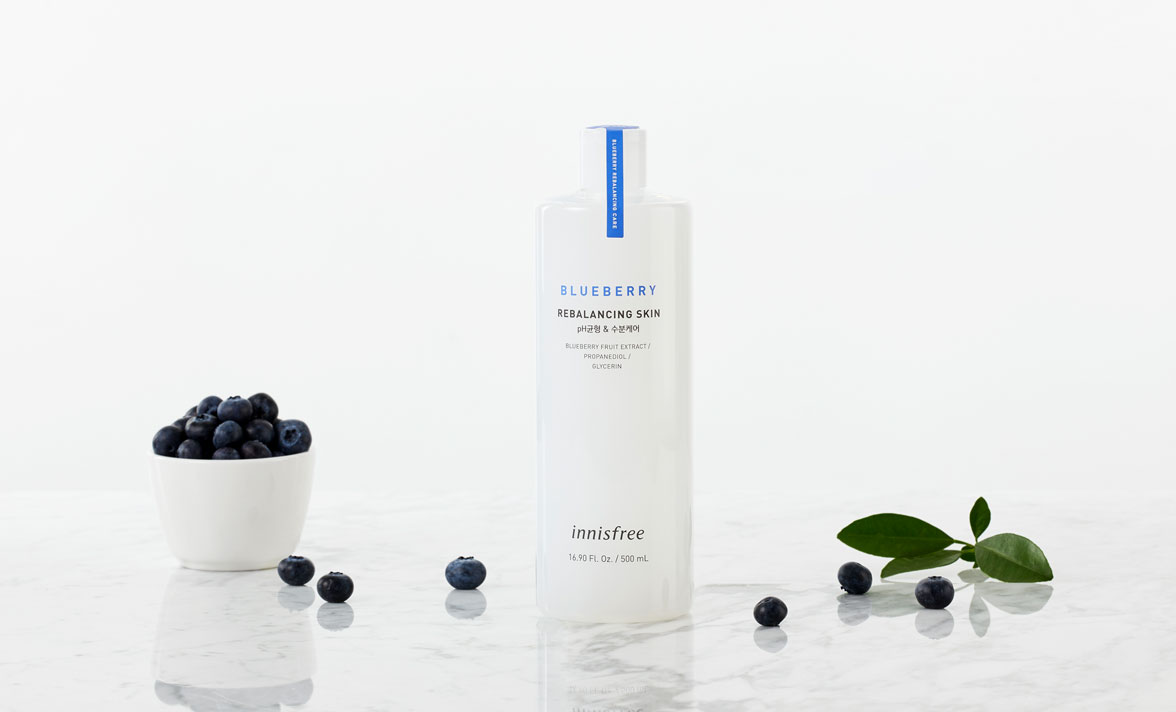 BLUEBERRY REBALANCING CARE
BLUEBERRY
REBALANCING SKIN
pH균형 & 수분케어
BLUEBERRY FRUIT EXTRACT /
PROPANEDIOL /
GLYCERIN
innisfree
16.90 Fl. Oz. / 500 mL